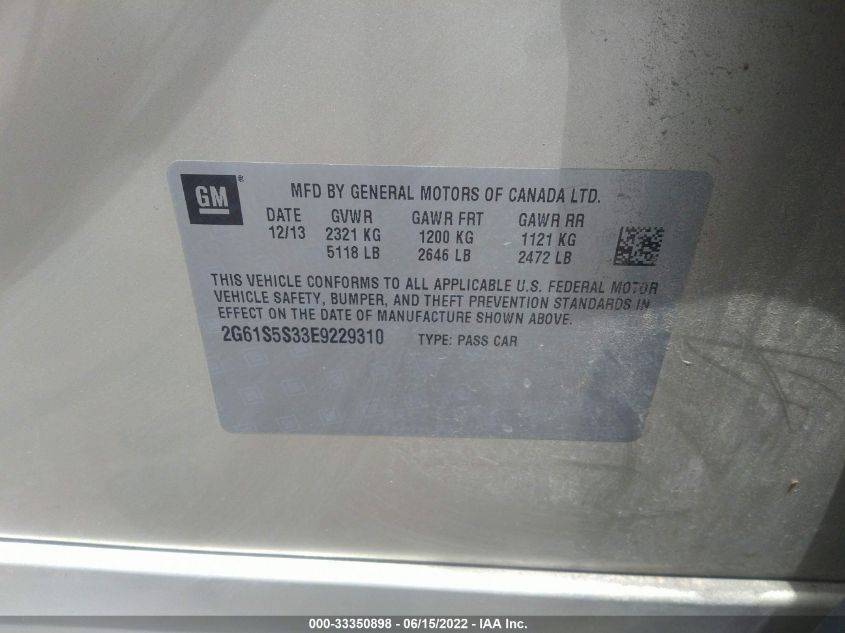 GM® MFD BY GENERAL MOTORS OF CANADA LTD.
DATE GVWR GAWR FRT GAWR RR
12/13 2321 KG 1200 KG 1121 KG
5118 LB 2646 LB 2472 LB
THIS VEHICLE CONFORMS TO ALL APPLICABLE U.S. FEDERAL MOTOR
VEHICLE SAFETY, BUMPER, AND THEFT PREVENTION STANDARDS IN
EFFECT ON THE DATE OF MANUFACTURE SHOWN ABOVE.
2G61S5S33E9229310 TYPE: PASS CAR
000-33350898 - 06/15/2022 - IAA Inc.